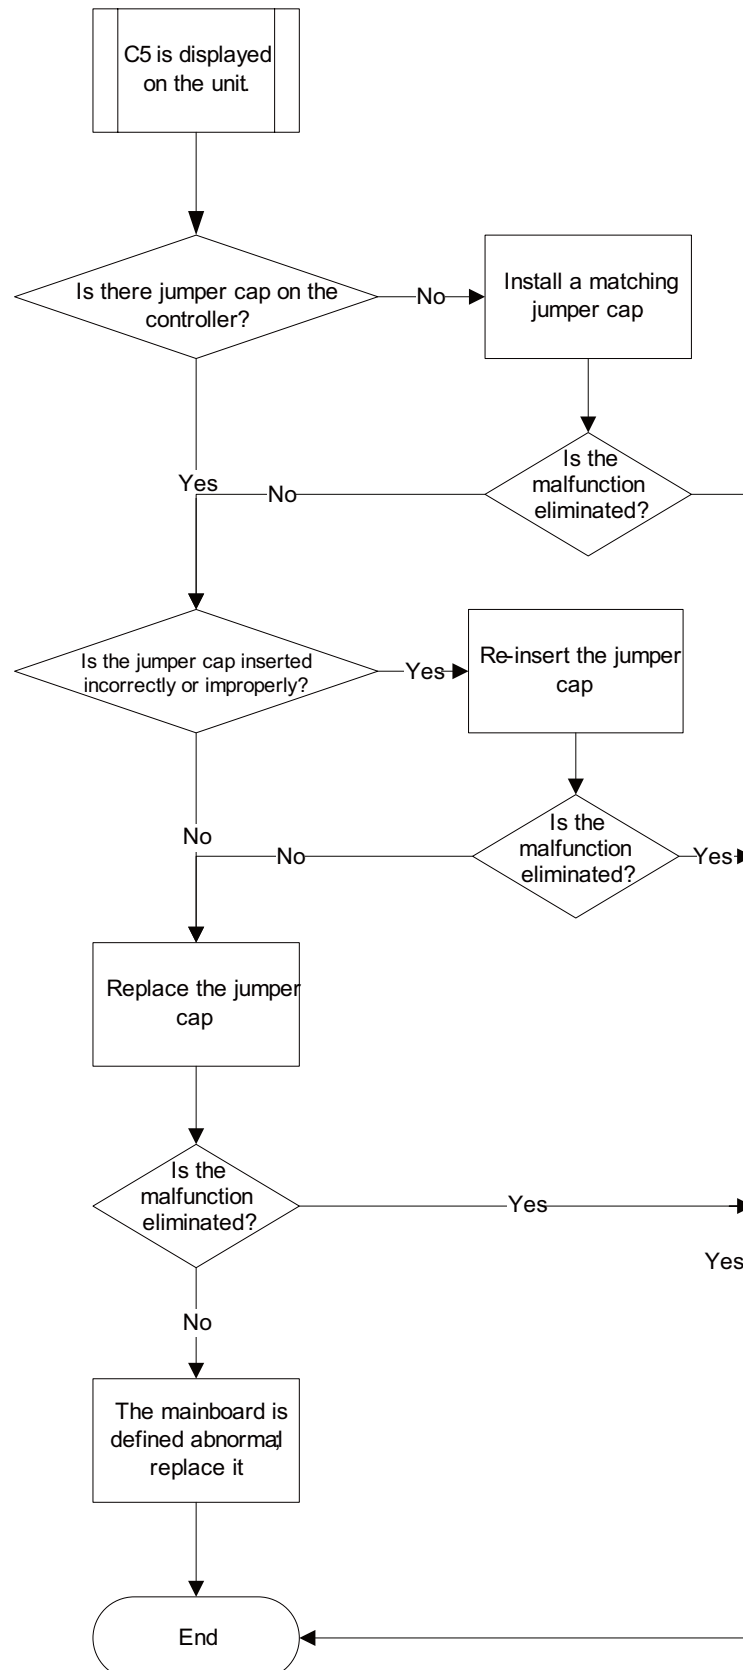 C5 is displayed
on the unit.
Is there jumper cap on the
controller?
No
Install a matching
jumper cap
Yes
No
Is the
malfunction
eliminated?
Is the jumper cap inserted
incorrectly or improperly?
Yes
Re-insert the jumper
cap
No
No
Is the
malfunction
eliminated?
Yes
Replace the jumper
cap
Is the
malfunction
eliminated?
Yes
Yes
No
The mainboard is
defined abnormal;
replace it
End